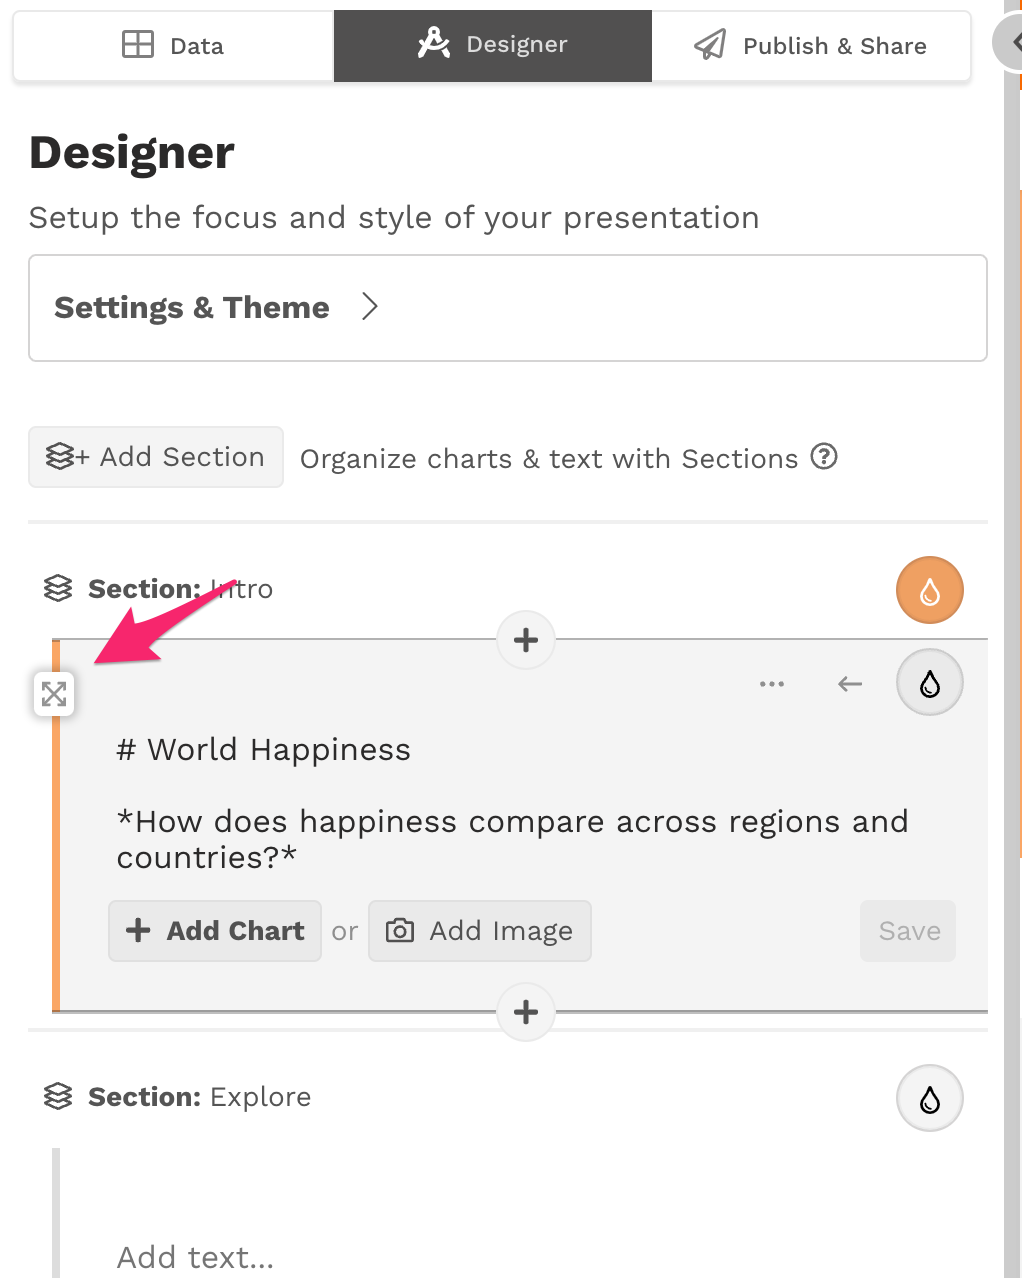 Data
Designer
Publish & Share
Designer
Setup the focus and style of your presentation
Settings & Theme
+ Add Section
Organize charts & text with Sections ?
Section: Intro
# World Happiness
*How does happiness compare across regions and
countries?*
+ Add Chart or Add Image
Save
Section: Explore
Add text...